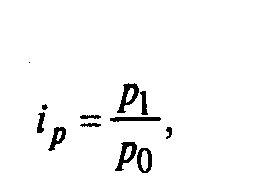 i_p = p_1 / p_0,